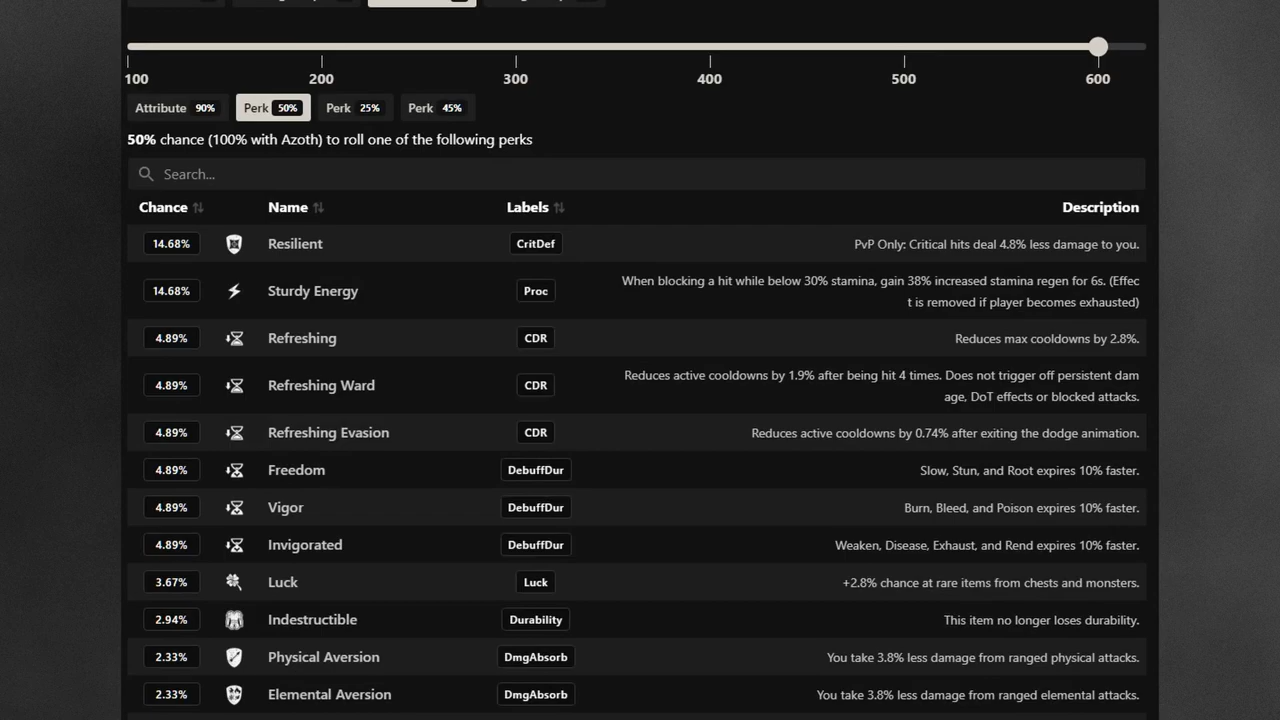 100 200 300 400 500 600
Attribute 90% Perk 50% Perk 25% Perk 45%
50% chance (100% with Azoth) to roll one of the following perks
Search...
Chance Name Labels Description
14.68% Resilient CritDef PvP Only: Critical hits deal 4.8% less damage to you.
14.68% Sturdy Energy Proc When blocking a hit while below 30% stamina, gain 38% increased stamina regen for 6s. (Effec
t is removed if player becomes exhausted)
4.89% Refreshing CDR Reduces max cooldowns by 2.8%.
4.89% Refreshing Ward CDR Reduces active cooldowns by 1.9% after being hit 4 times. Does not trigger off persistent dam
age, DoT effects or blocked attacks.
4.89% Refreshing Evasion CDR Reduces active cooldowns by 0.74% after exiting the dodge animation.
4.89% Freedom DebuffDur Slow, Stun, and Root expires 10% faster.
4.89% Vigor DebuffDur Burn, Bleed, and Poison expires 10% faster.
4.89% Invigorated DebuffDur Weaken, Disease, Exhaust, and Rend expires 10% faster.
3.67% Luck Luck +2.8% chance at rare items from chests and monsters.
2.94% Indestructible Durability This item no longer loses durability.
2.33% Physical Aversion DmgAbsorb You take 3.8% less damage from ranged physical attacks.
2.33% Elemental Aversion DmgAbsorb You take 3.8% less damage from ranged elemental attacks.